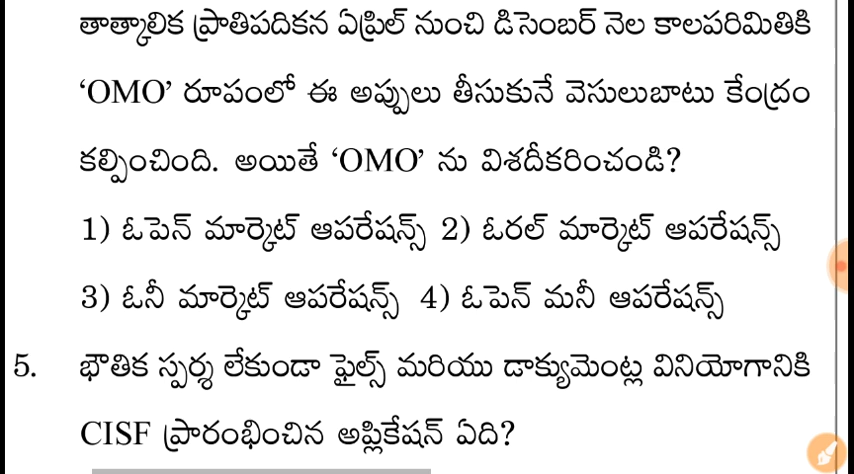 తాత్కాలిక ప్రాతిపదికన ఏప్రిల్ నుంచి డిసెంబర్ నెల కాలపరిమితికి
‘OMO’ రూపంలో ఈ అప్పులు తీసుకునే వెసులుబాటు కేంద్రం
కల్పించింది. అయితే ‘OMO’ ను విశదీకరించండి?
1) ఓపెన్ మార్కెట్ ఆపరేషన్స్ 2) ఓరల్ మార్కెట్ ఆపరేషన్స్
3) ఓనీ మార్కెట్ ఆపరేషన్స్ 4) ఓపెన్ మనీ ఆపరేషన్స్
5. భౌతిక స్పర్శ లేకుండా ఫైల్స్ మరియు డాక్యుమెంట్ల వినియోగానికి
CISF ప్రారంభించిన అప్లికేషన్ ఏది?